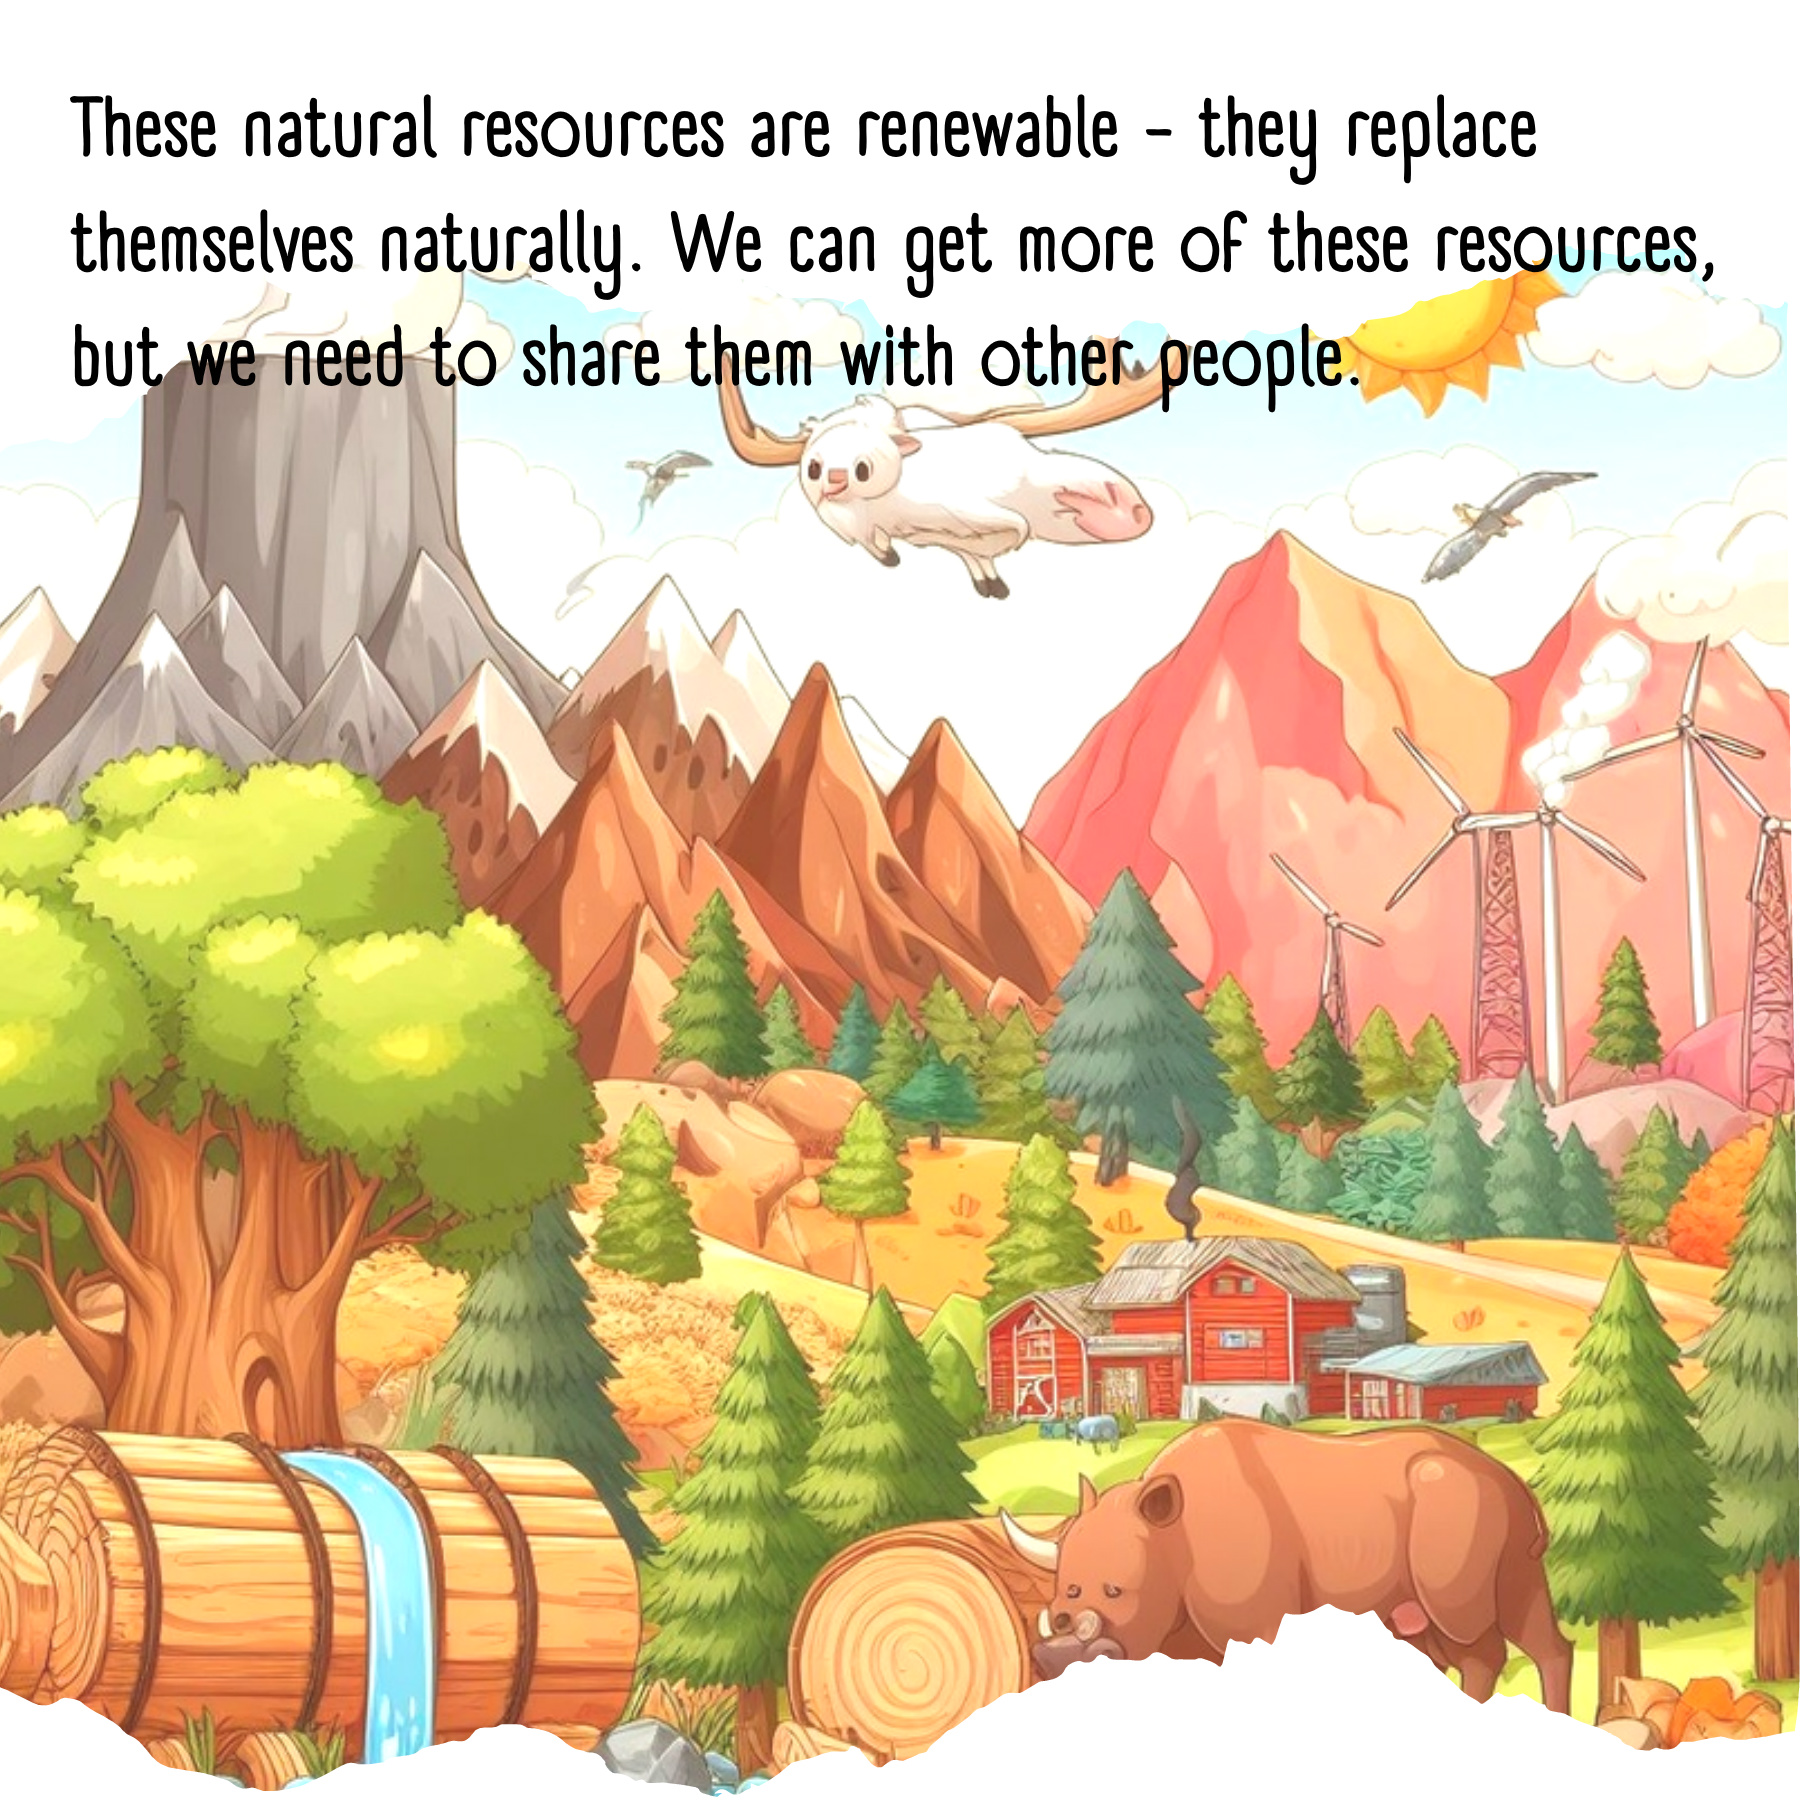 These natural resources are renewable - they replace
themselves naturally. We can get more of these resources,
but we need to share them with other people.